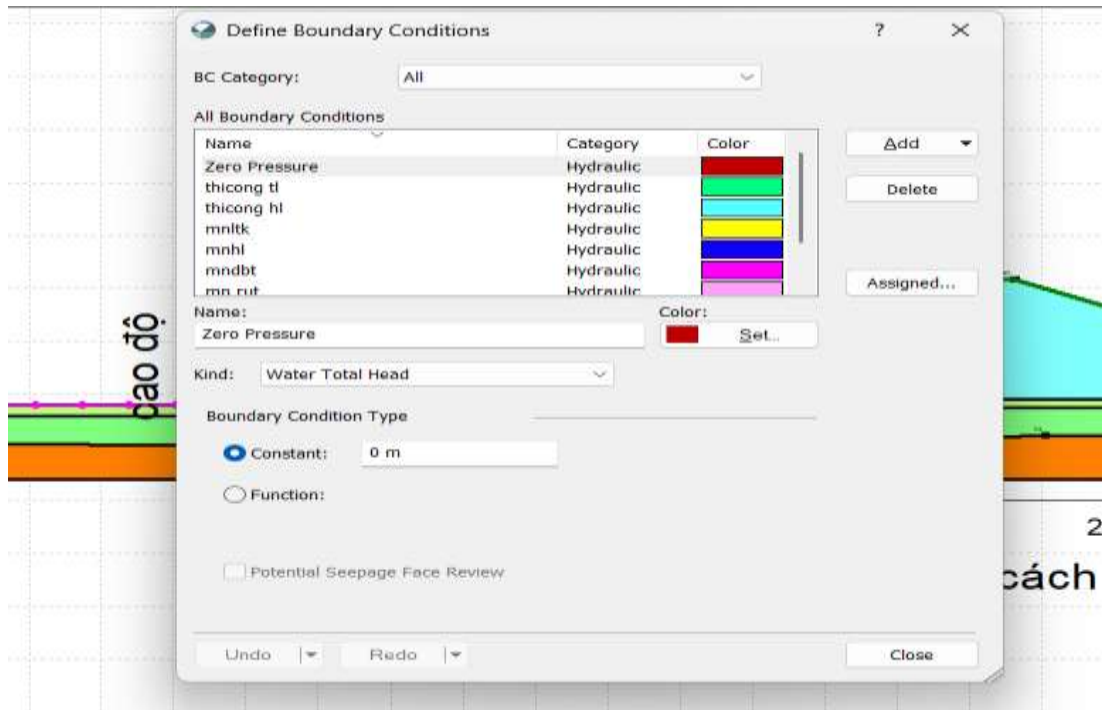 Define Boundary Conditions ?
BC Category: All
All Boundary Conditions
Name Category Color
Zero Pressure Hydraulic
thicong tl Hydraulic
thicong hl Hydraulic
mnltk Hydraulic
mnhl Hydraulic
mndbt Hydraulic
mn rut Hydraulic
Add
Delete
Assigned...
Name: Color:
Zero Pressure Set...
Kind: Water Total Head
Boundary Condition Type
Constant: 0 m
Function:
Potential Seepage Face Review
Undo Redo Close
cao độ
2
cách